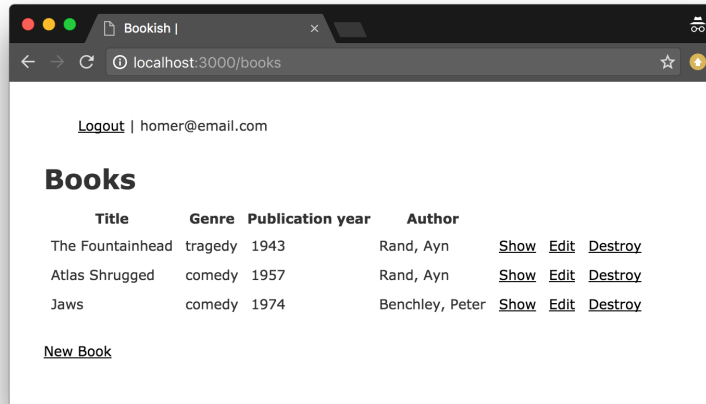 Bookish |
localhost:3000/books
Logout | homer@email.com
Books
Title Genre Publication year Author
The Fountainhead tragedy 1943 Rand, Ayn Show Edit Destroy
Atlas Shrugged comedy 1957 Rand, Ayn Show Edit Destroy
Jaws comedy 1974 Benchley, Peter Show Edit Destroy
New Book